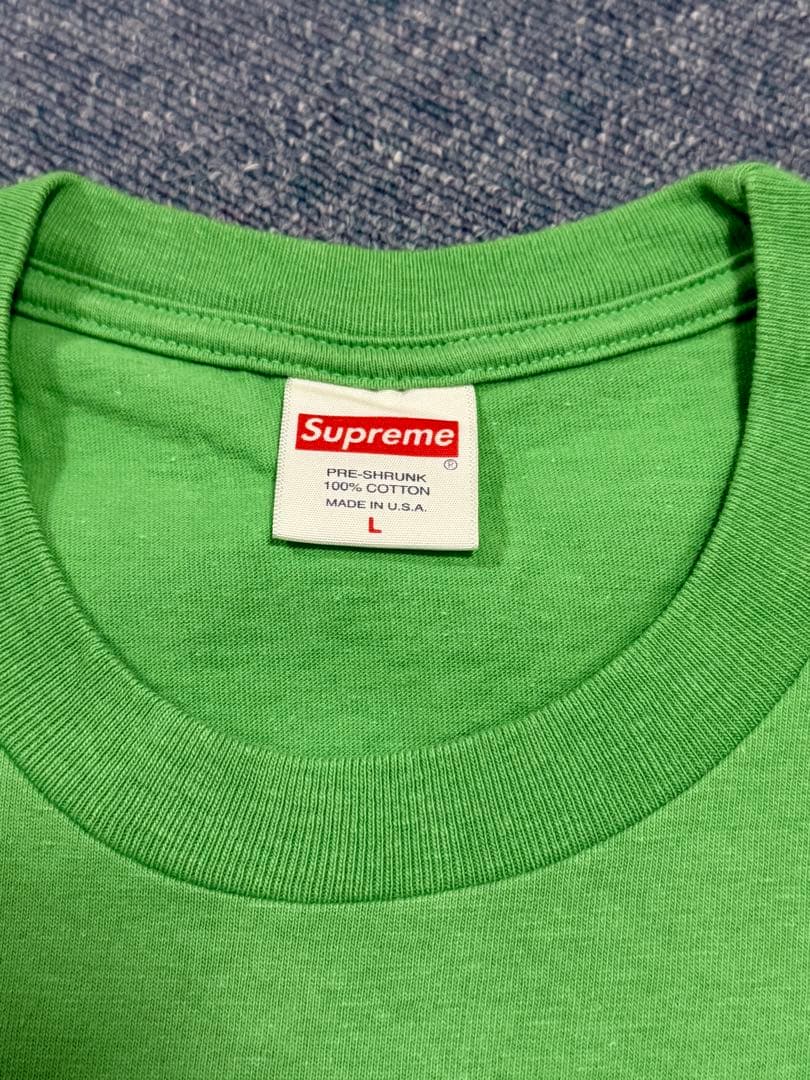 Supreme
®
PRE-SHRUNK
100% COTTON
MADE IN U.S.A.
L